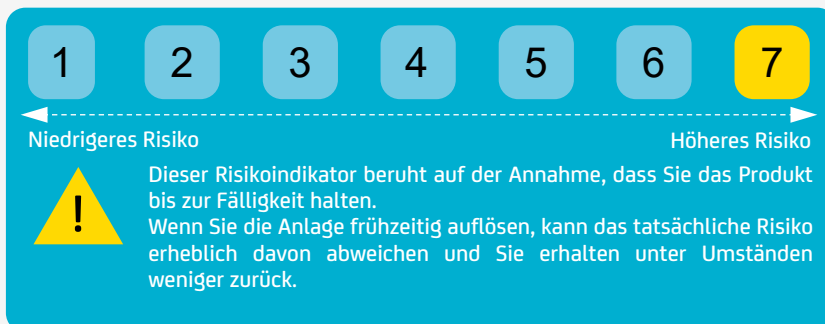 1 2 3 4 5 6 7
Niedrigeres Risiko Höheres Risiko
!
Dieser Risikoindikator beruht auf der Annahme, dass Sie das Produkt
bis zur Fälligkeit halten.
Wenn Sie die Anlage frühzeitig auflösen, kann das tatsächliche Risiko
erheblich davon abweichen und Sie erhalten unter Umständen
weniger zurück.